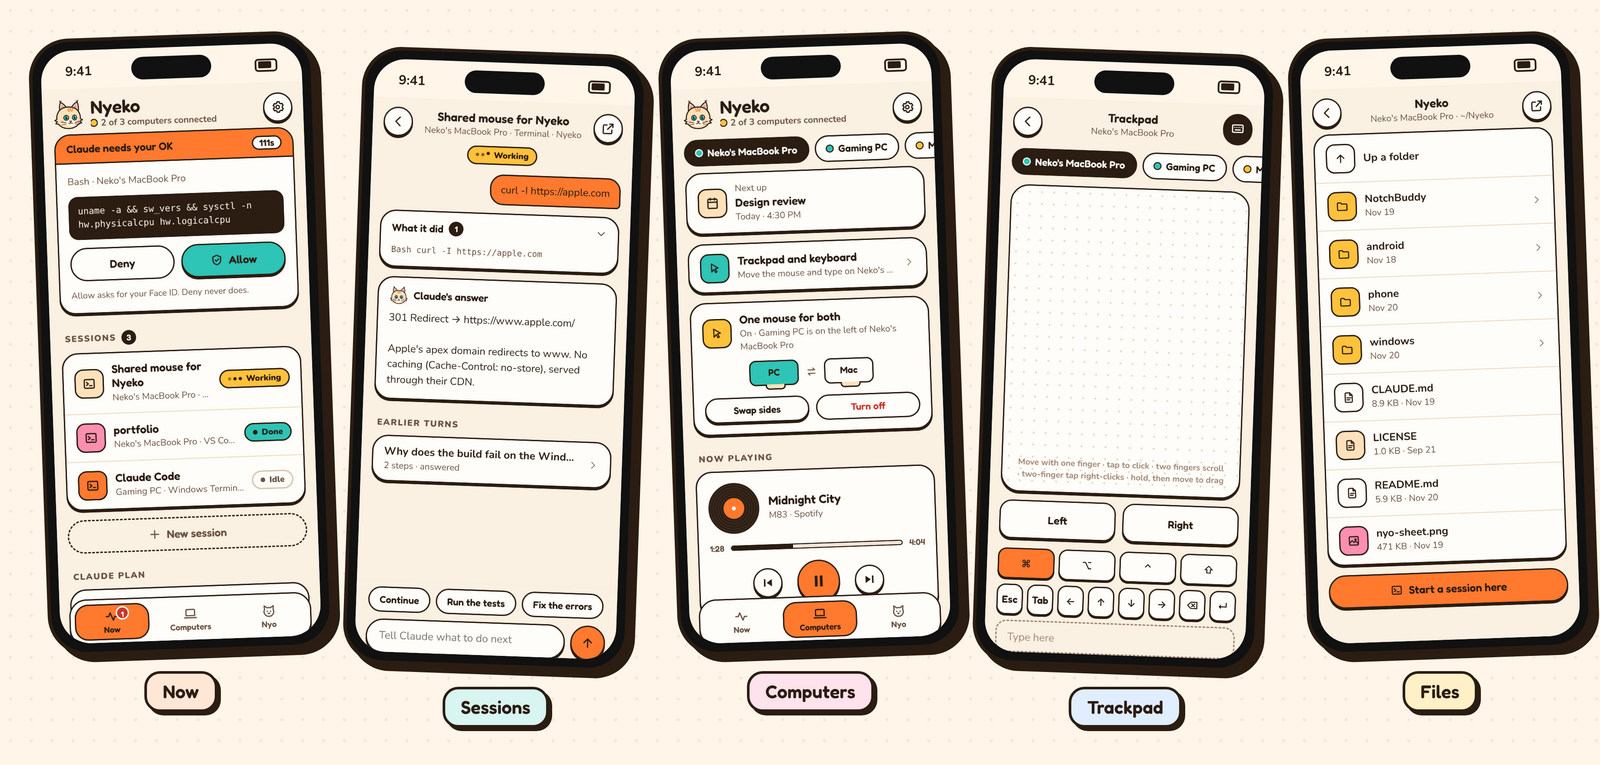 9:41
Nyeko
2 of 3 computers connected
Claude needs your OK
111s
Bash · Neko's MacBook Pro
uname -a && sw_vers && sysctl -n
hw.physicalcpu hw.logicalcpu
Deny
Allow
Allow asks for your Face ID. Deny never does.
SESSIONS 3
Shared mouse for
Nyeko
Neko's MacBook Pro · ...
Working
portfolio
Neko's MacBook Pro · VS Co...
Done
Claude Code
Gaming PC · Windows Termin...
Idle
+ New session
CLAUDE PLAN
1
Now
Computers
Nyo
Now
9:41
Shared mouse for Nyeko
Neko's MacBook Pro · Terminal · Nyeko
Working
curl -I https://apple.com
What it did 1
Bash curl -I https://apple.com
Claude's answer
301 Redirect → https://www.apple.com/
Apple's apex domain redirects to www. No
caching (Cache-Control: no-store), served
through their CDN.
EARLIER TURNS
Why does the build fail on the Wind...
2 steps · answered
Continue
Run the tests
Fix the errors
Tell Claude what to do next
Sessions
9:41
Nyeko
2 of 3 computers connected
Neko's MacBook Pro
Gaming PC
M
Next up
Design review
Today · 4:30 PM
Trackpad and keyboard
Move the mouse and type on Neko's ...
One mouse for both
On · Gaming PC is on the left of Neko's
MacBook Pro
PC
Mac
Swap sides
Turn off
NOW PLAYING
Midnight City
M83 · Spotify
1:28
4:04
Now
Computers
Nyo
Computers
9:41
Trackpad
Neko's MacBook Pro
Neko's MacBook Pro
Gaming PC
M
Move with one finger · tap to click · two fingers scroll
· two-finger tap right-clicks · hold, then move to drag
Left
Right
⌘
⌥
^
⇧
Esc
Tab
←
↑
↓
→
⌫
↵
Type here
Trackpad
9:41
Nyeko
Neko's MacBook Pro · ~/Nyeko
Up a folder
NotchBuddy
Nov 19
android
Nov 18
phone
Nov 20
windows
Nov 20
CLAUDE.md
8.9 KB · Nov 19
LICENSE
1.0 KB · Sep 21
README.md
5.9 KB · Nov 20
nyo-sheet.png
471 KB · Nov 19
Start a session here
Files